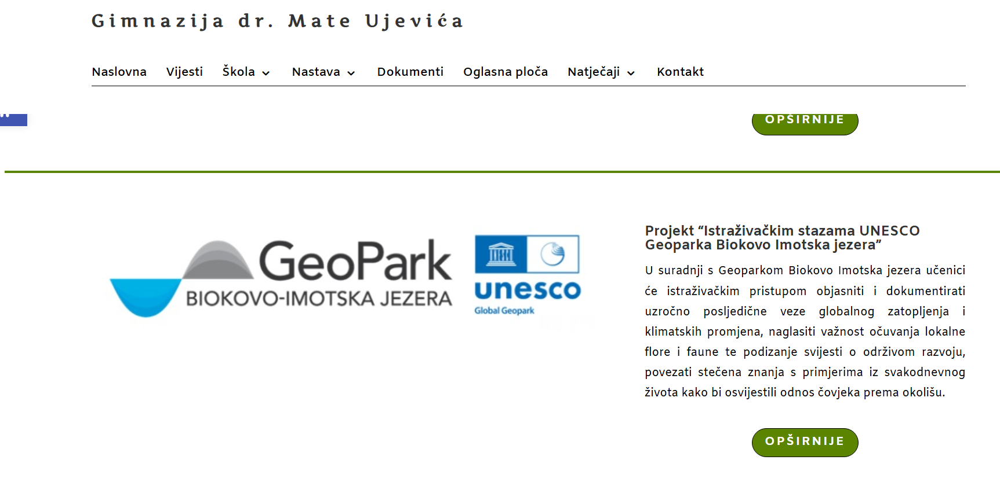 Gimnazija dr. Mate Ujevića
Naslovna Vijesti Škola Nastava Dokumenti Oglasna ploča Natječaji Kontakt
OPŠIRNIJE
GeoPark
BIOKOVO-IMOTSKA JEZERA
unesco
Global Geopark
Projekt “Istraživačkim stazama UNESCO
Geoparka Biokovo Imotska jezera”
U suradnji s Geoparkom Biokovo Imotska jezera učenici
će istraživačkim pristupom objasniti i dokumentirati
uzročno posljedične veze globalnog zatopljenja i
klimatskih promjena, naglasiti važnost očuvanja lokalne
flore i faune te podizanje svijesti o održivom razvoju,
povezati stečena znanja s primjerima iz svakodnevnog
života kako bi osvijestili odnos čovjeka prema okolišu.
OPŠIRNIJE